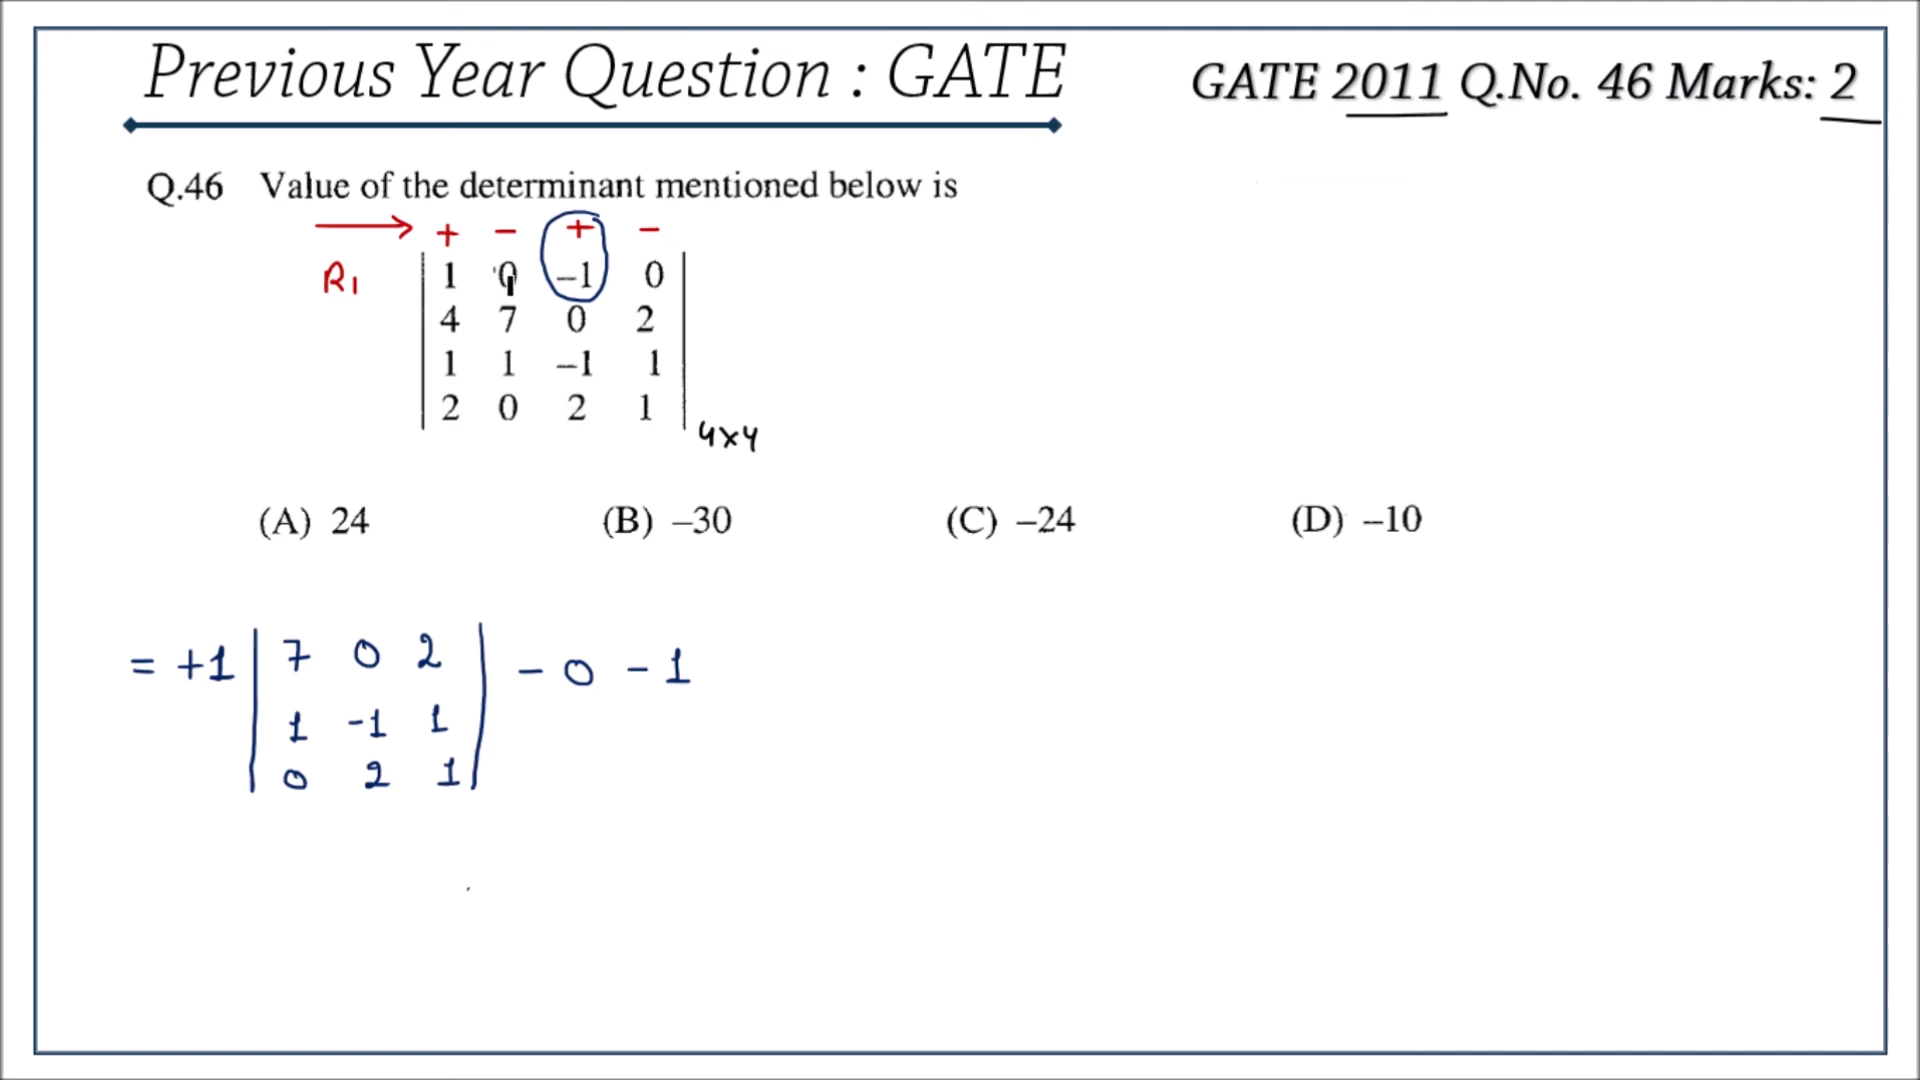 Previous Year Question : GATE
GATE 2011 Q.No. 46 Marks: 2
Q.46 Value of the determinant mentioned below is
+ - + -
R1 1 0 –1 0
4 7 0 2
1 1 –1 1
2 0 2 1
4x4
(A) 24 (B) –30 (C) –24 (D) –10
= +1 | 7 0 2 | - 0 - 1
1 -1 1
0 2 1